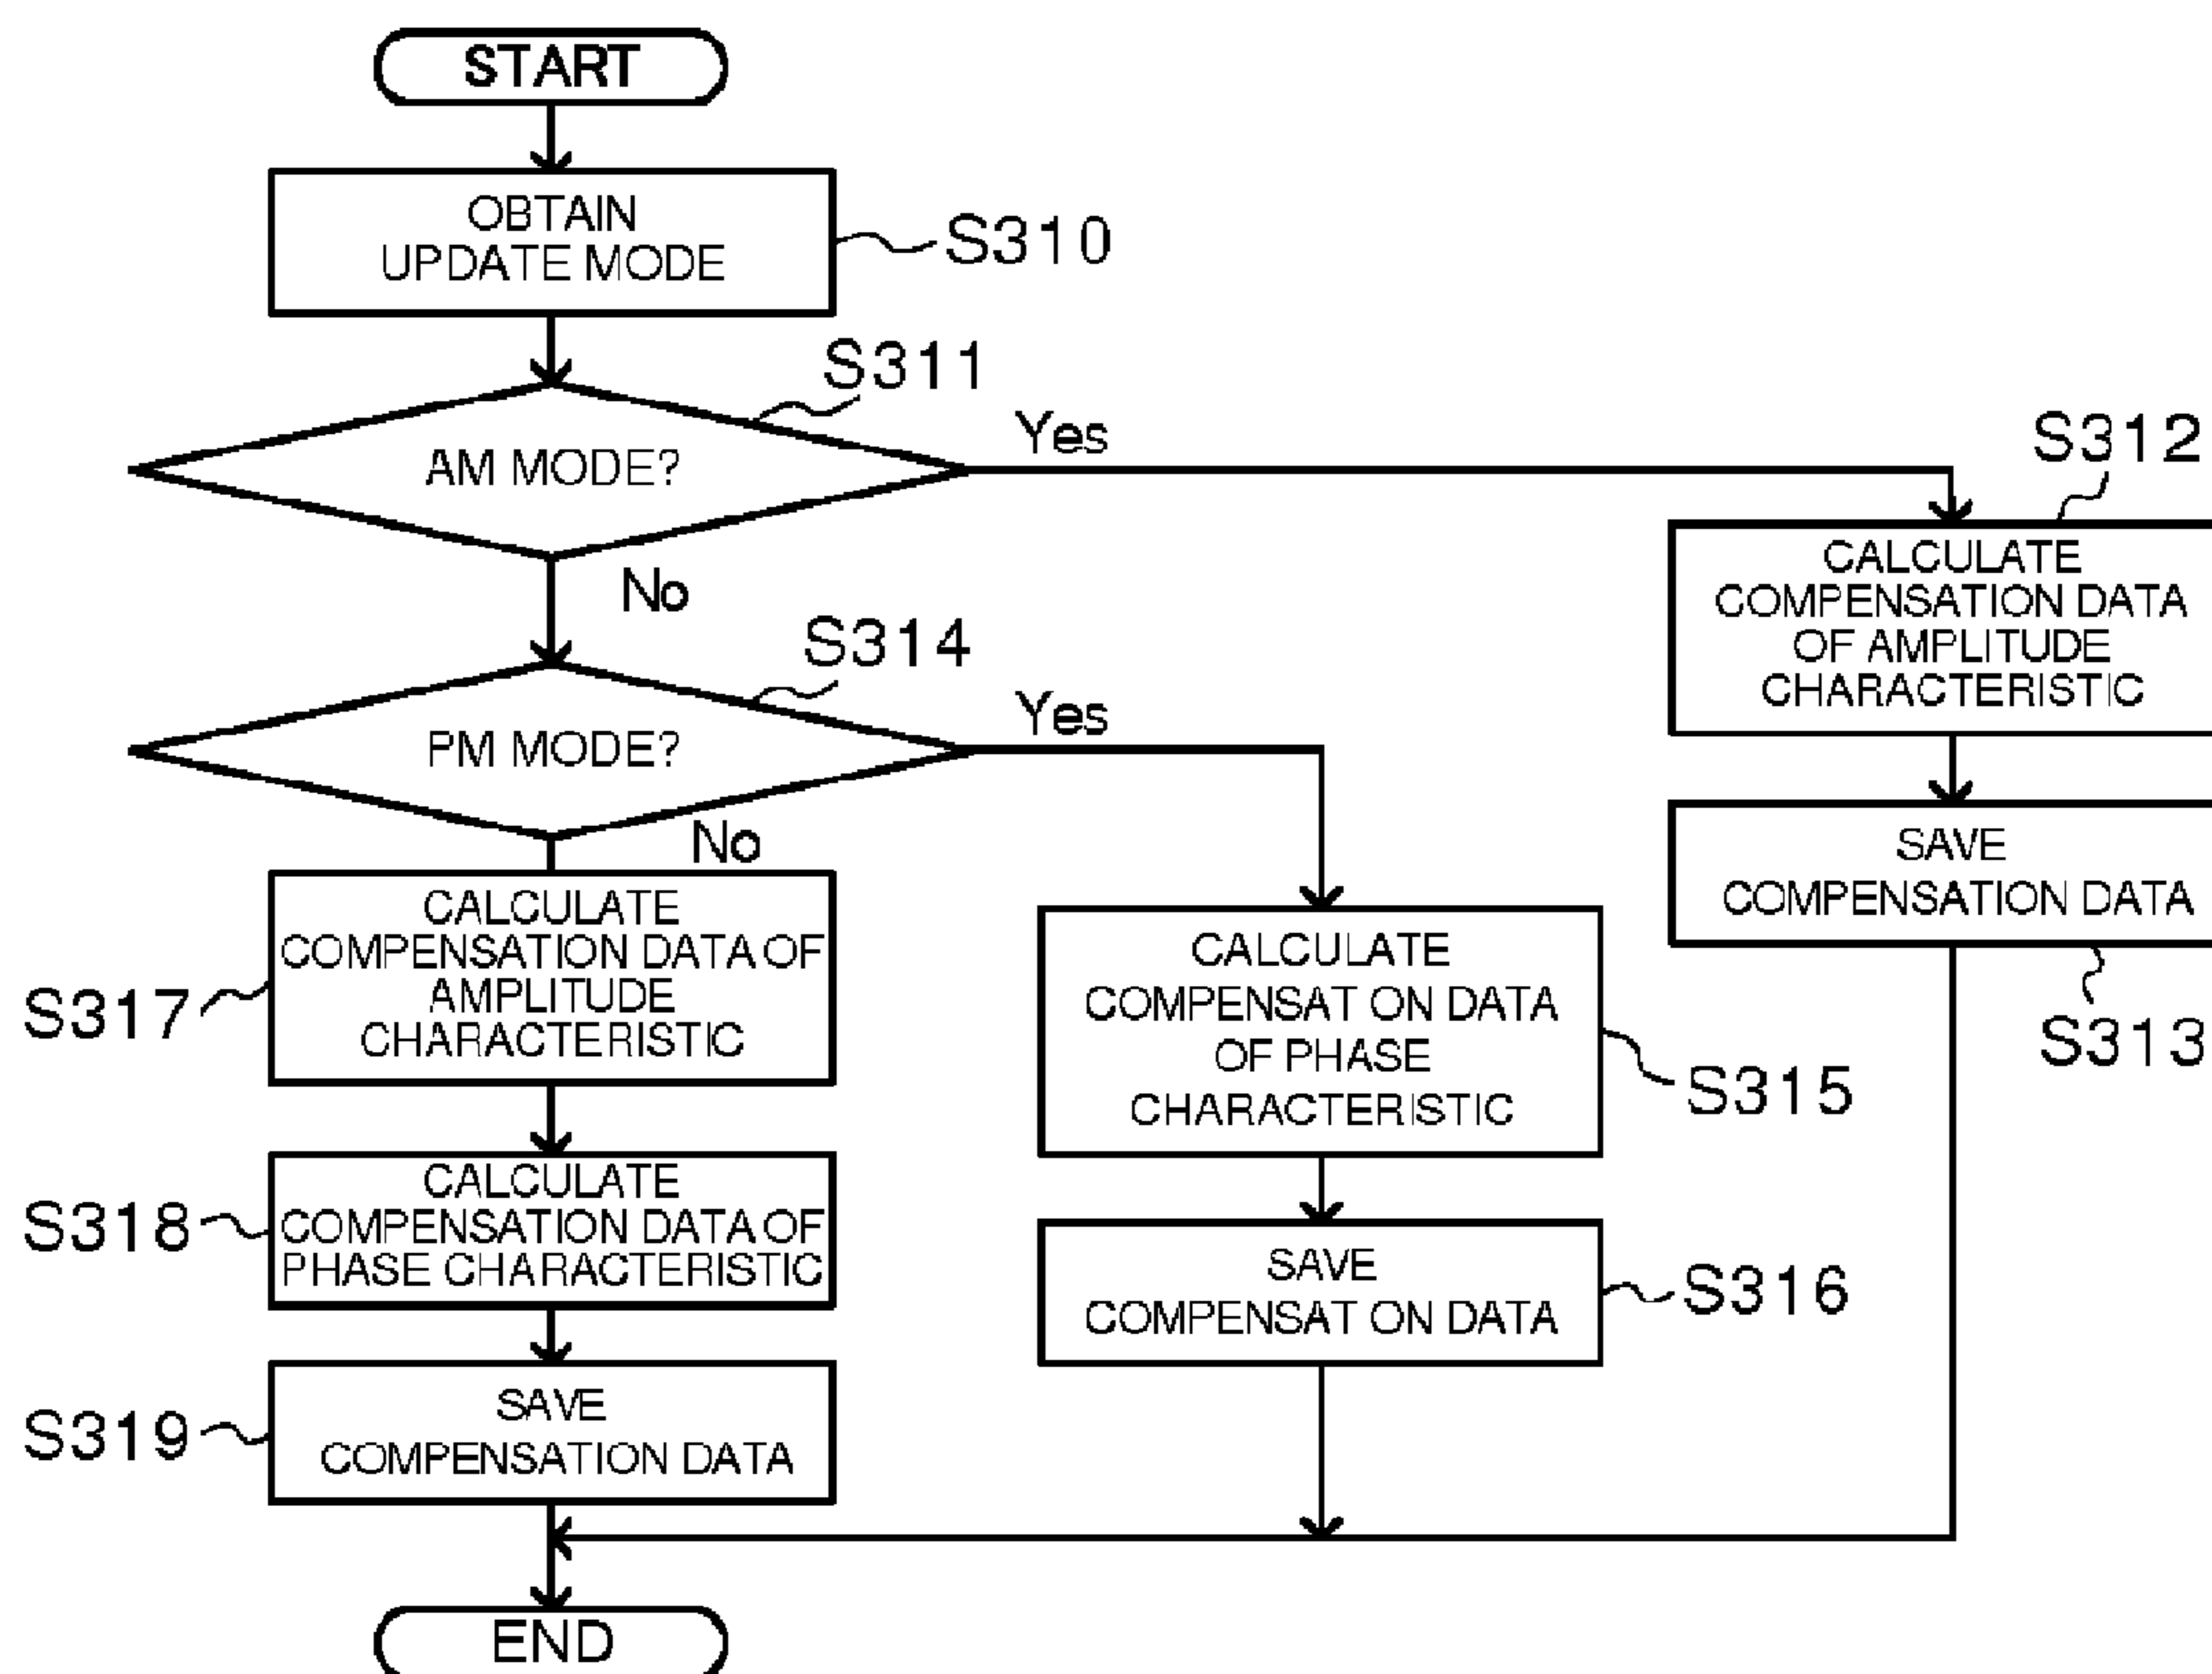 START
OBTAIN
UPDATE MODE
S310
S311
AM MODE?
Yes
No
S312
CALCULATE
COMPENSATION DATA
OF AMPLITUDE
CHARACTERISTIC
SAVE
COMPENSATION DATA
S313
S314
PM MODE?
Yes
No
CALCULATE
COMPENSAT ON DATA
OF PHASE
CHARACTERISTIC
S315
SAVE
COMPENSAT ON DATA
S316
CALCULATE
COMPENSATION DATA OF
AMPLITUDE
CHARACTERISTIC
S317
CALCULATE
COMPENSATION DATA OF
PHASE CHARACTERISTIC
S318
SAVE
COMPENSATION DATA
S319
END